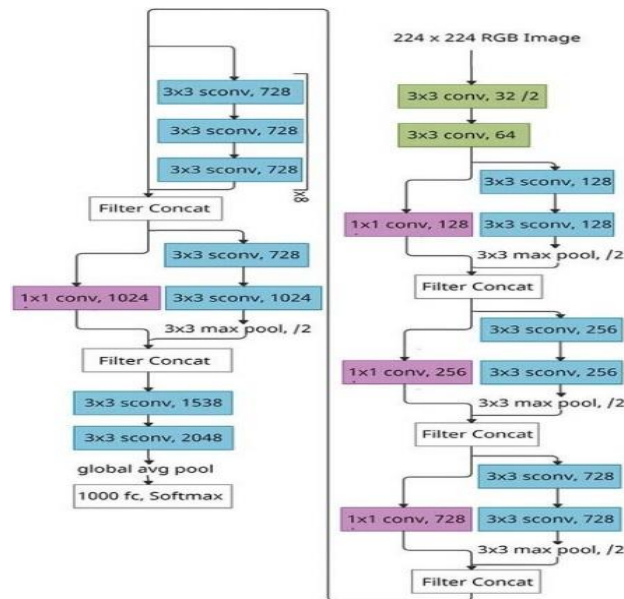 224 x 224 RGB Image
3x3 conv, 32 /2
3x3 conv, 64
3x3 sconv, 128
1x1 conv, 128
3x3 sconv, 128
3x3 max pool, /2
Filter Concat
3x3 sconv, 256
1x1 conv, 256
3x3 sconv, 256
3x3 max pool, /2
Filter Concat
3x3 sconv, 728
1x1 conv, 728
3x3 sconv, 728
3x3 max pool, /2
Filter Concat
3x3 sconv, 728
3x3 sconv, 728
3x3 sconv, 728
x8
Filter Concat
3x3 sconv, 728
1x1 conv, 1024
3x3 sconv, 1024
3x3 max pool, /2
Filter Concat
3x3 sconv, 1538
3x3 sconv, 2048
global avg pool
1000 fc, Softmax